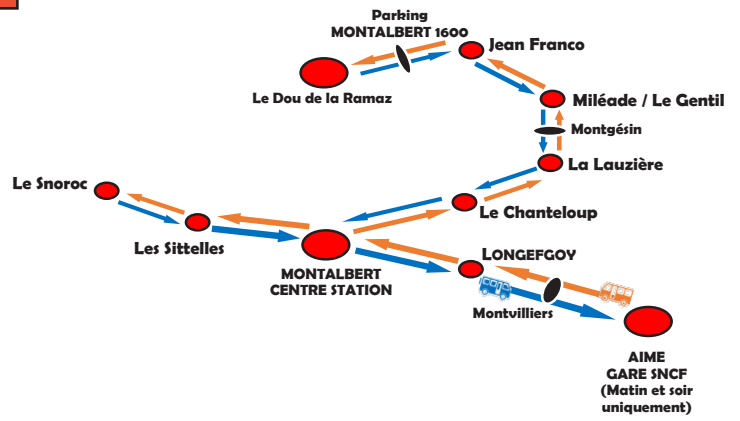 Parking
MONTALBERT 1600
Jean Franco
Le Dou de la Ramaz
Miléade / Le Gentil
Montgésin
La Lauzière
Le Snoroc
Le Chanteloup
Les Sittelles
LONGEFGOY
MONTALBERT
CENTRE STATION
Montvilliers
AIME
GARE SNCF
(Matin et soir
uniquement)